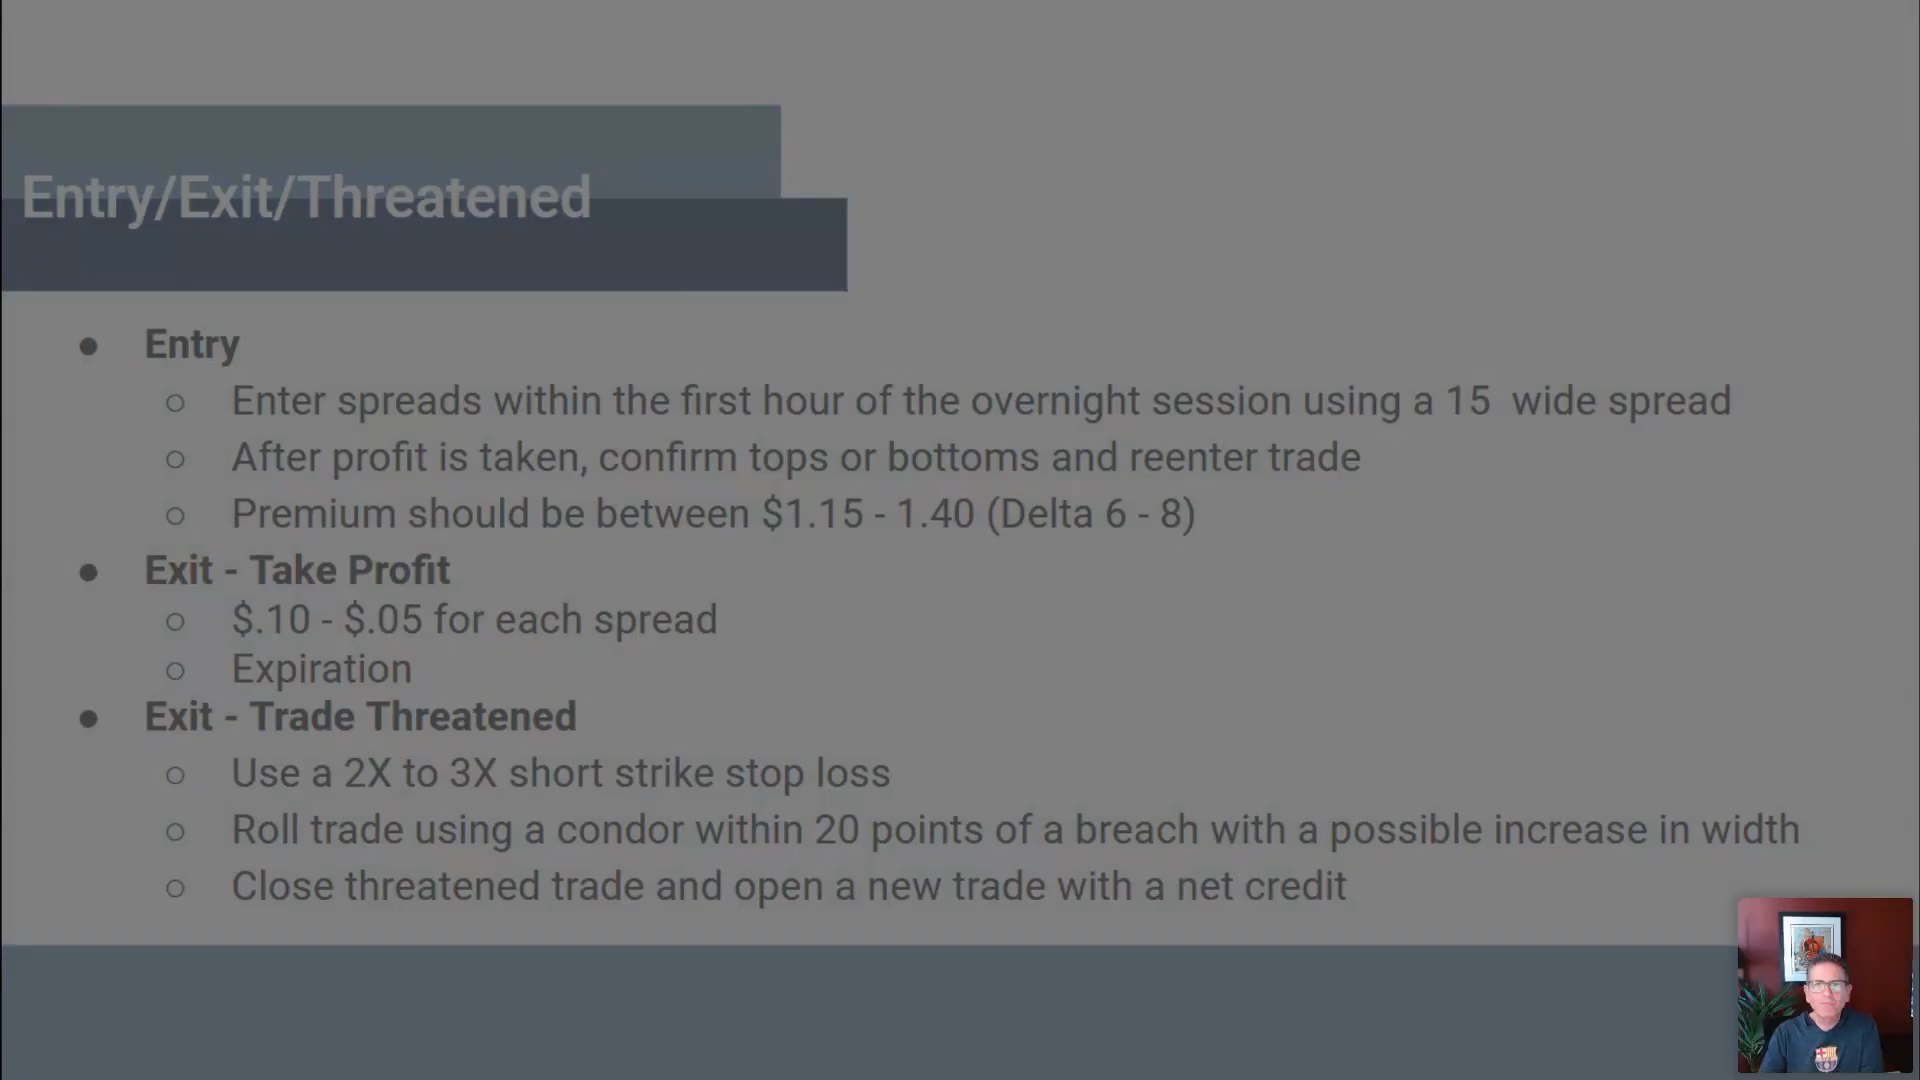 Entry/Exit/Threatened
● Entry
○ Enter spreads within the first hour of the overnight session using a 15  wide spread
○ After profit is taken, confirm tops or bottoms and reenter trade
○ Premium should be between $1.15 - 1.40 (Delta 6 - 8)
● Exit - Take Profit
○ $.10 - $.05 for each spread
○ Expiration
● Exit - Trade Threatened
○ Use a 2X to 3X short strike stop loss
○ Roll trade using a condor within 20 points of a breach with a possible increase in width
○ Close threatened trade and open a new trade with a net credit